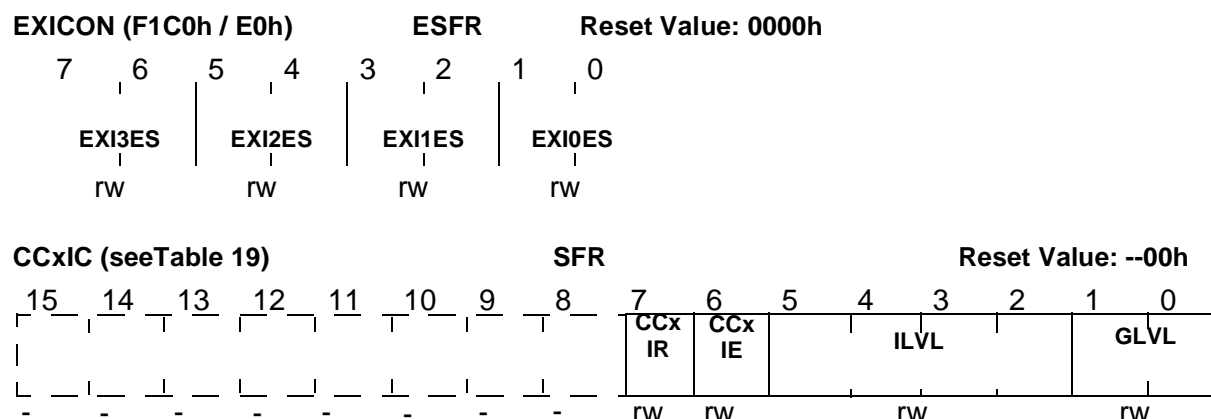 EXICON (F1C0h / E0h) ESFR Reset Value: 0000h
7 6 5 4 3 2 1 0
EXI3ES EXI2ES EXI1ES EXI0ES
rw rw rw rw
CCxIC (seeTable 19) SFR Reset Value: --00h
15 14 13 12 11 10 9 8 7 6 5 4 3 2 1 0
CCx IR CCx IE ILVL GLVL
- - - - - - - - rw rw rw rw